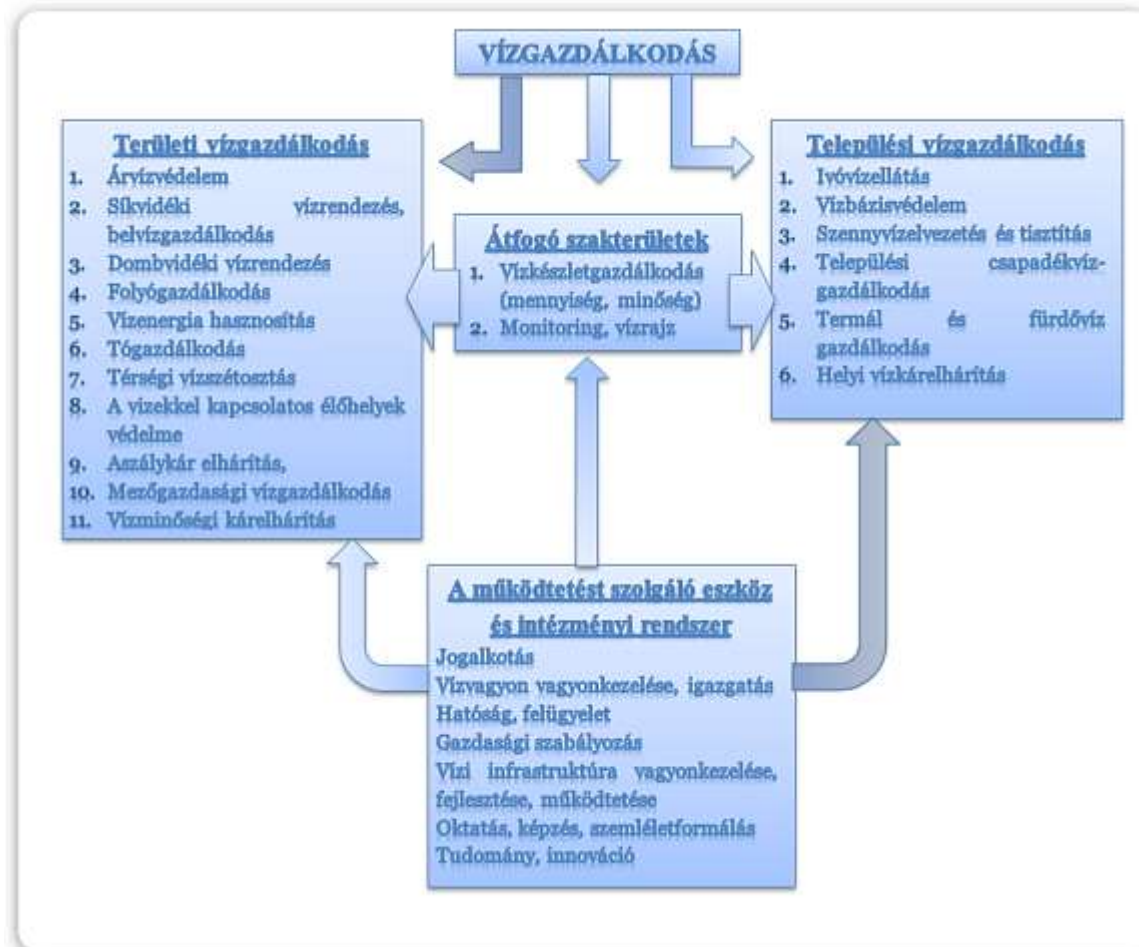 VÍZGAZDÁLKODÁS
Területi vízgazdálkodás
1. Árvízvédelem
2. Síkvidéki vízrendezés,
belvízgazdálkodás
3. Dombvidéki vízrendezés
4. Folyógazdálkodás
5. Vízenergia hasznosítás
6. Tógazdálkodás
7. Térségi vízszétosztás
8. A vizekkel kapcsolatos élőhelyek
védelme
9. Aszálykár elhárítás,
10. Mezőgazdasági vízgazdálkodás
11. Vízminőségi kárelhárítás
Átfogó szakterületek
1. Vízkészletgazdálkodás
(mennyiség, minőség)
2. Monitoring, vízrajz
Települési vízgazdálkodás
1. Ivóvízellátás
2. Vízbázisvédelem
3. Szennyvízelvezetés és tisztítás
4. Települési csapadékvíz-
gazdálkodás
5. Termál és fürdővíz
gazdálkodás
6. Helyi vízkárelhárítás
A működtetést szolgáló eszköz
és intézményi rendszer
Jogalkotás
Vízvagyon vagyonkezelése, igazgatás
Hatóság, felügyelet
Gazdasági szabályozás
Vízi infrastruktúra vagyonkezelése,
fejlesztése, működtetése
Oktatás, képzés, szemléletformálás
Tudomány, innováció